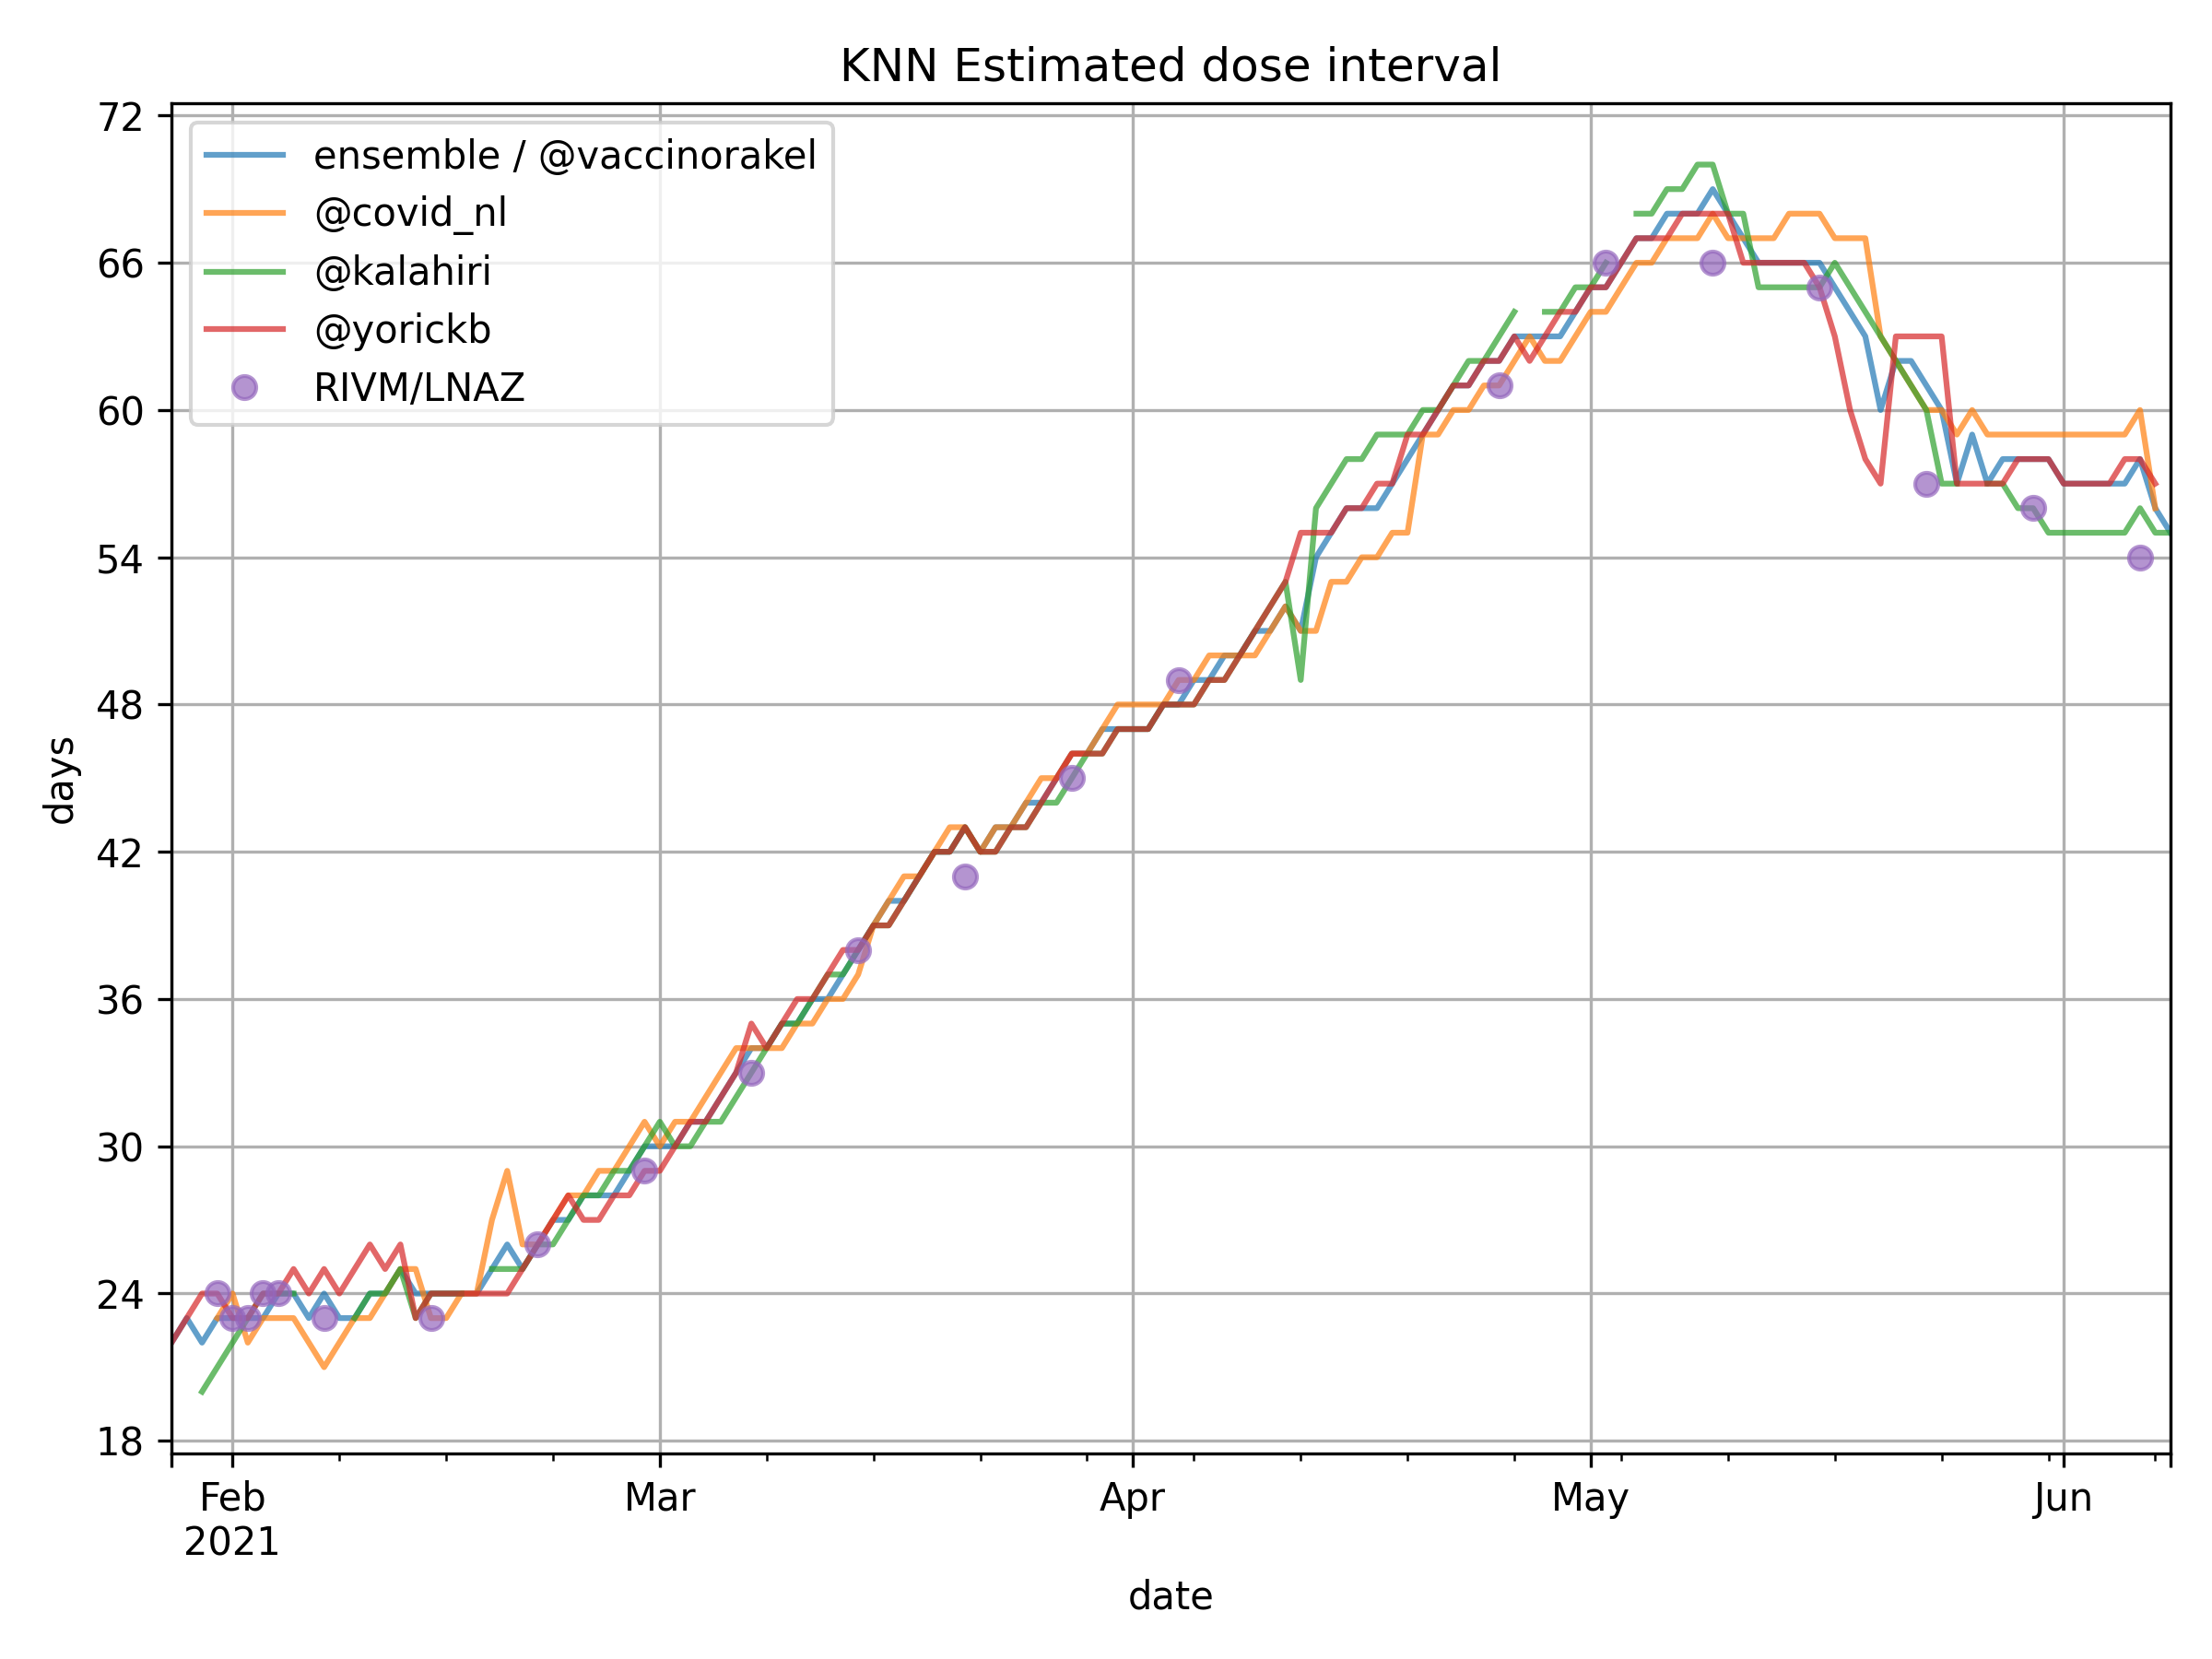 KNN Estimated dose interval
72
66
60
54
48
42
36
30
24
18
days
ensemble / @vaccinorakel
@covid_nl
@kalahiri
@yorickb
RIVM/LNAZ
Feb Mar Apr May Jun
2021
date